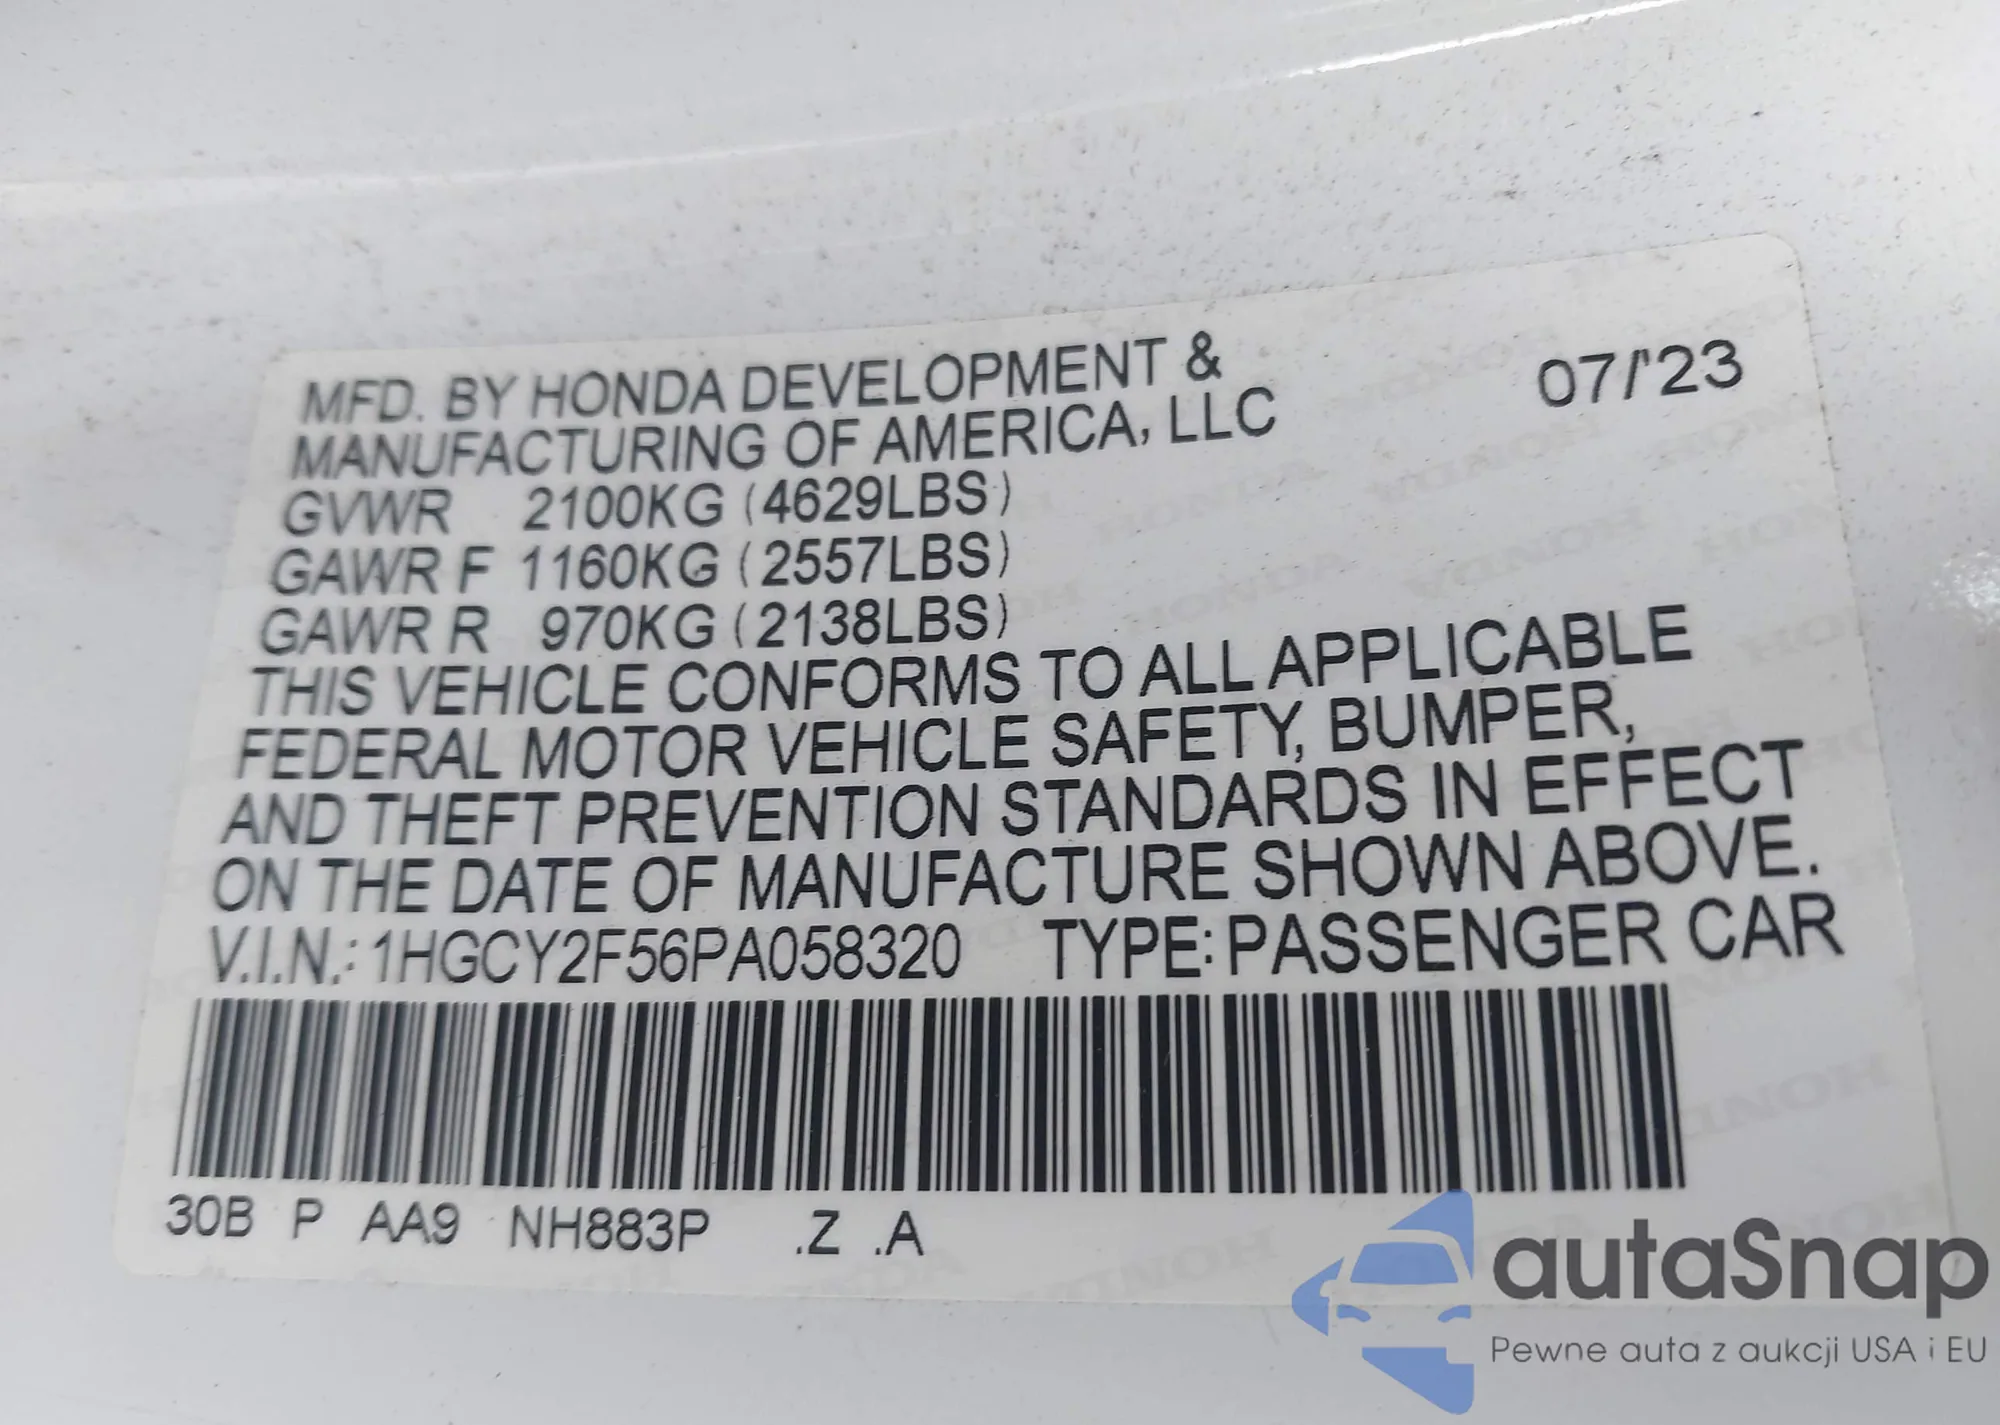 MFD. BY HONDA DEVELOPMENT &
MANUFACTURING OF AMERICA, LLC
07/'23
GVWR 2100KG (4629LBS)
GAWR F 1160KG (2557LBS)
GAWR R 970KG (2138LBS)
THIS VEHICLE CONFORMS TO ALL APPLICABLE
FEDERAL MOTOR VEHICLE SAFETY, BUMPER,
AND THEFT PREVENTION STANDARDS IN EFFECT
ON THE DATE OF MANUFACTURE SHOWN ABOVE.
V.I.N.: 1HGCY2F56PA058320 TYPE: PASSENGER CAR
30B P AA9 NH883P .Z .A
autaSnap
Pewne auta z aukcji USA i EU